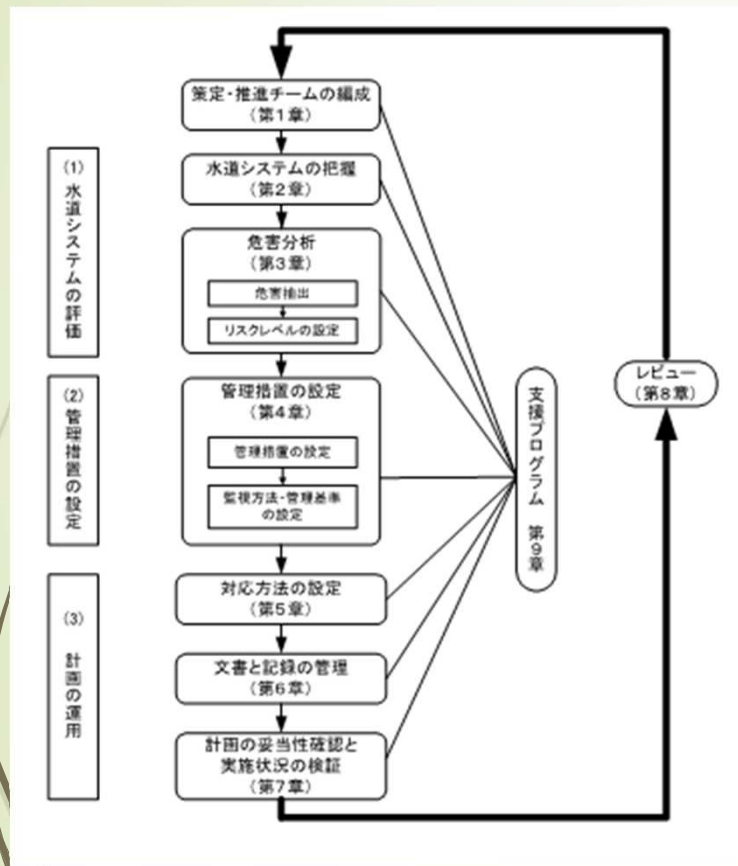 策定・推進チームの編成
(第1章)
(1) 水道システムの評価
水道システムの把握
(第2章)
危害分析
(第3章)
危害抽出
リスクレベルの設定
(2) 管理措置の設定
管理措置の設定
(第4章)
管理措置の設定
監視方法・管理基準
の設定
(3) 計画の運用
対応方法の設定
(第5章)
文書と記録の管理
(第6章)
計画の妥当性確認と
実施状況の検証
(第7章)
支援プログラム 第9章
レビュー
(第8章)